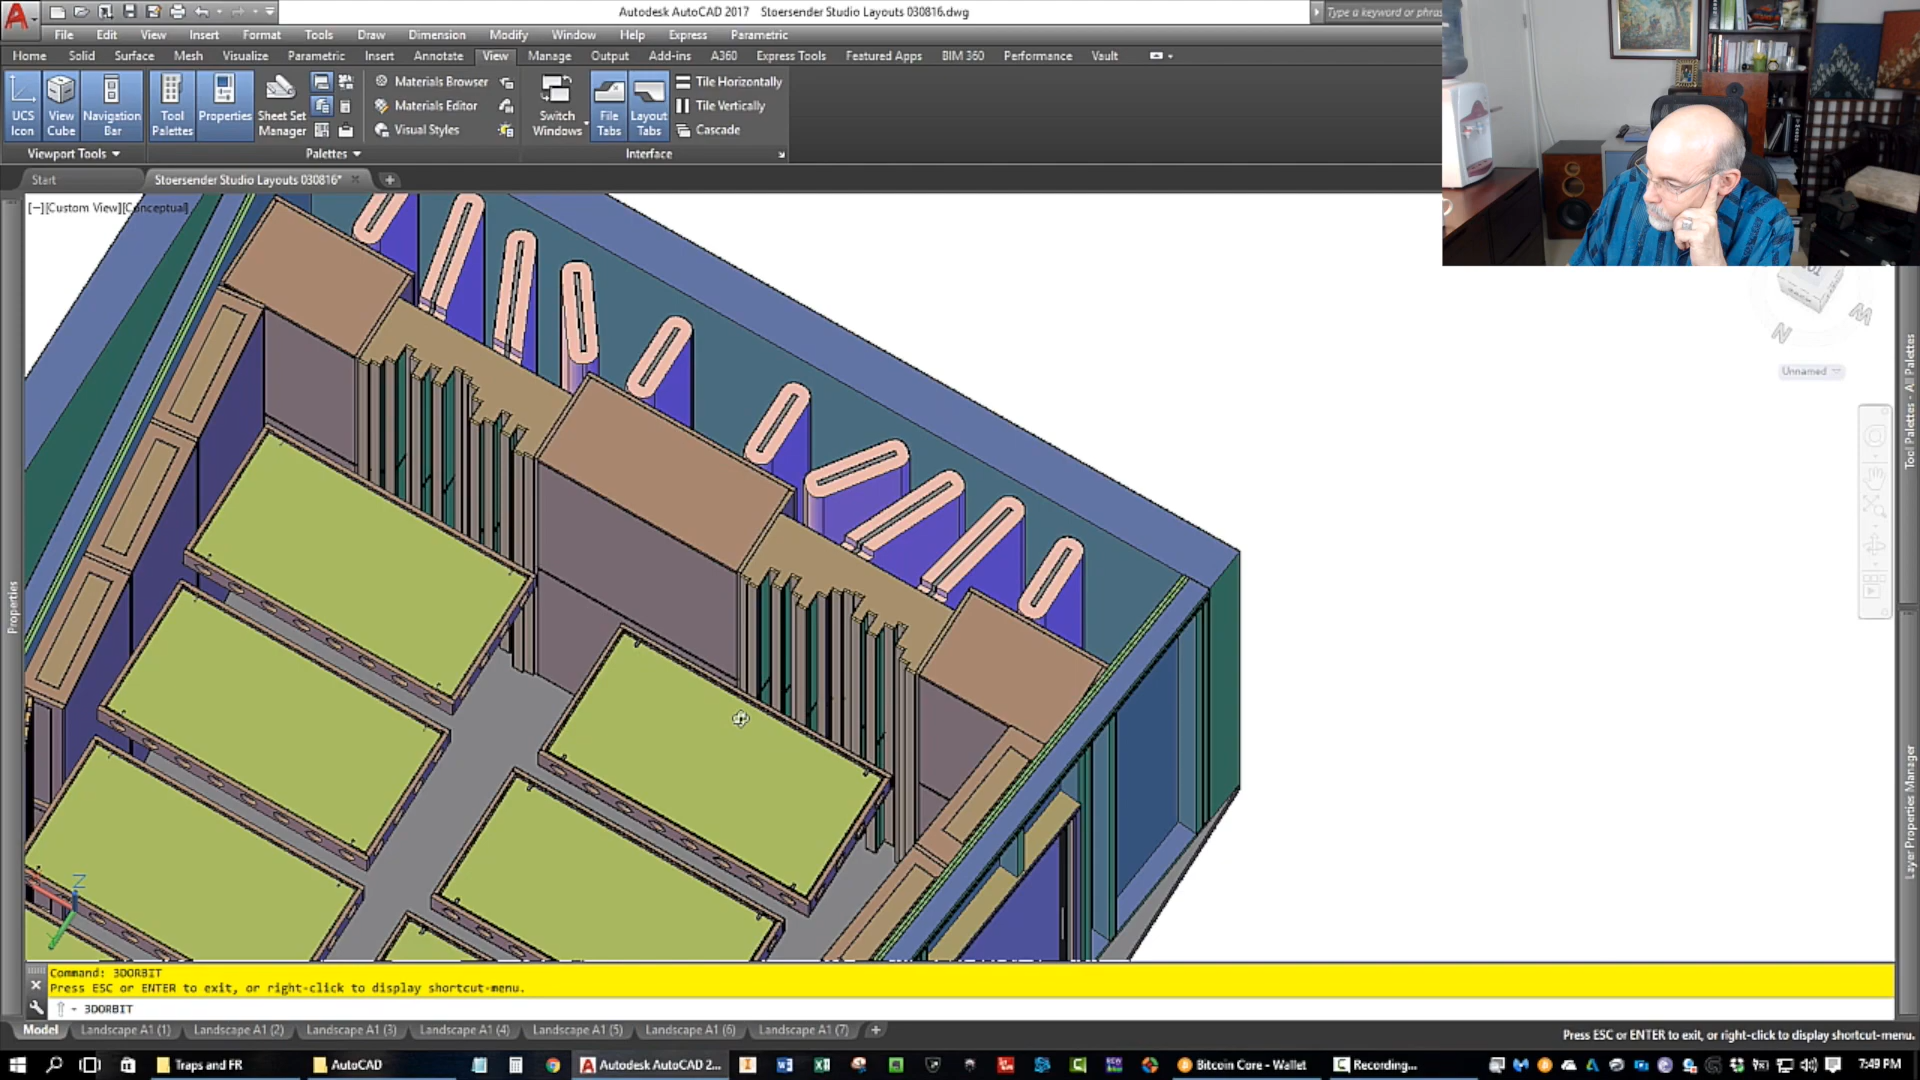 Autodesk AutoCAD 2017 Stoersender Studio Layouts 030816.dwg
Type a keyword or phras
File Edit View Insert Format Tools Draw Dimension Modify Window Help Express Parametric
Home Solid Surface Mesh Visualize Parametric Insert Annotate View Manage Output Add-ins A360 Express Tools Featured Apps BIM 360 Performance Vault
UCS Icon
View Cube
Navigation Bar
Tool Palettes
Properties
Sheet Set Manager
Materials Browser
Materials Editor
Visual Styles
Switch Windows
File Tabs
Layout Tabs
Tile Horizontally
Tile Vertically
Cascade
Viewport Tools Palettes Interface
Start Stoersender Studio Layouts 030816*
[−][Custom View][Conceptual]
N
W
Unnamed
Tool Palettes - All Palettes
Properties
Layer Properties Manager
Z
Command: 3DORBIT
Press ESC or ENTER to exit, or right-click to display shortcut-menu.
3DORBIT
Model Landscape A1 (1) Landscape A1 (2) Landscape A1 (3) Landscape A1 (4) Landscape A1 (5) Landscape A1 (6) Landscape A1 (7)
Press ESC or ENTER to exit, or right-click to display shortcut-menu.
Traps and FR AutoCAD Autodesk AutoCAD 2... Bitcoin Core - Wallet Recording... 7:49 PM